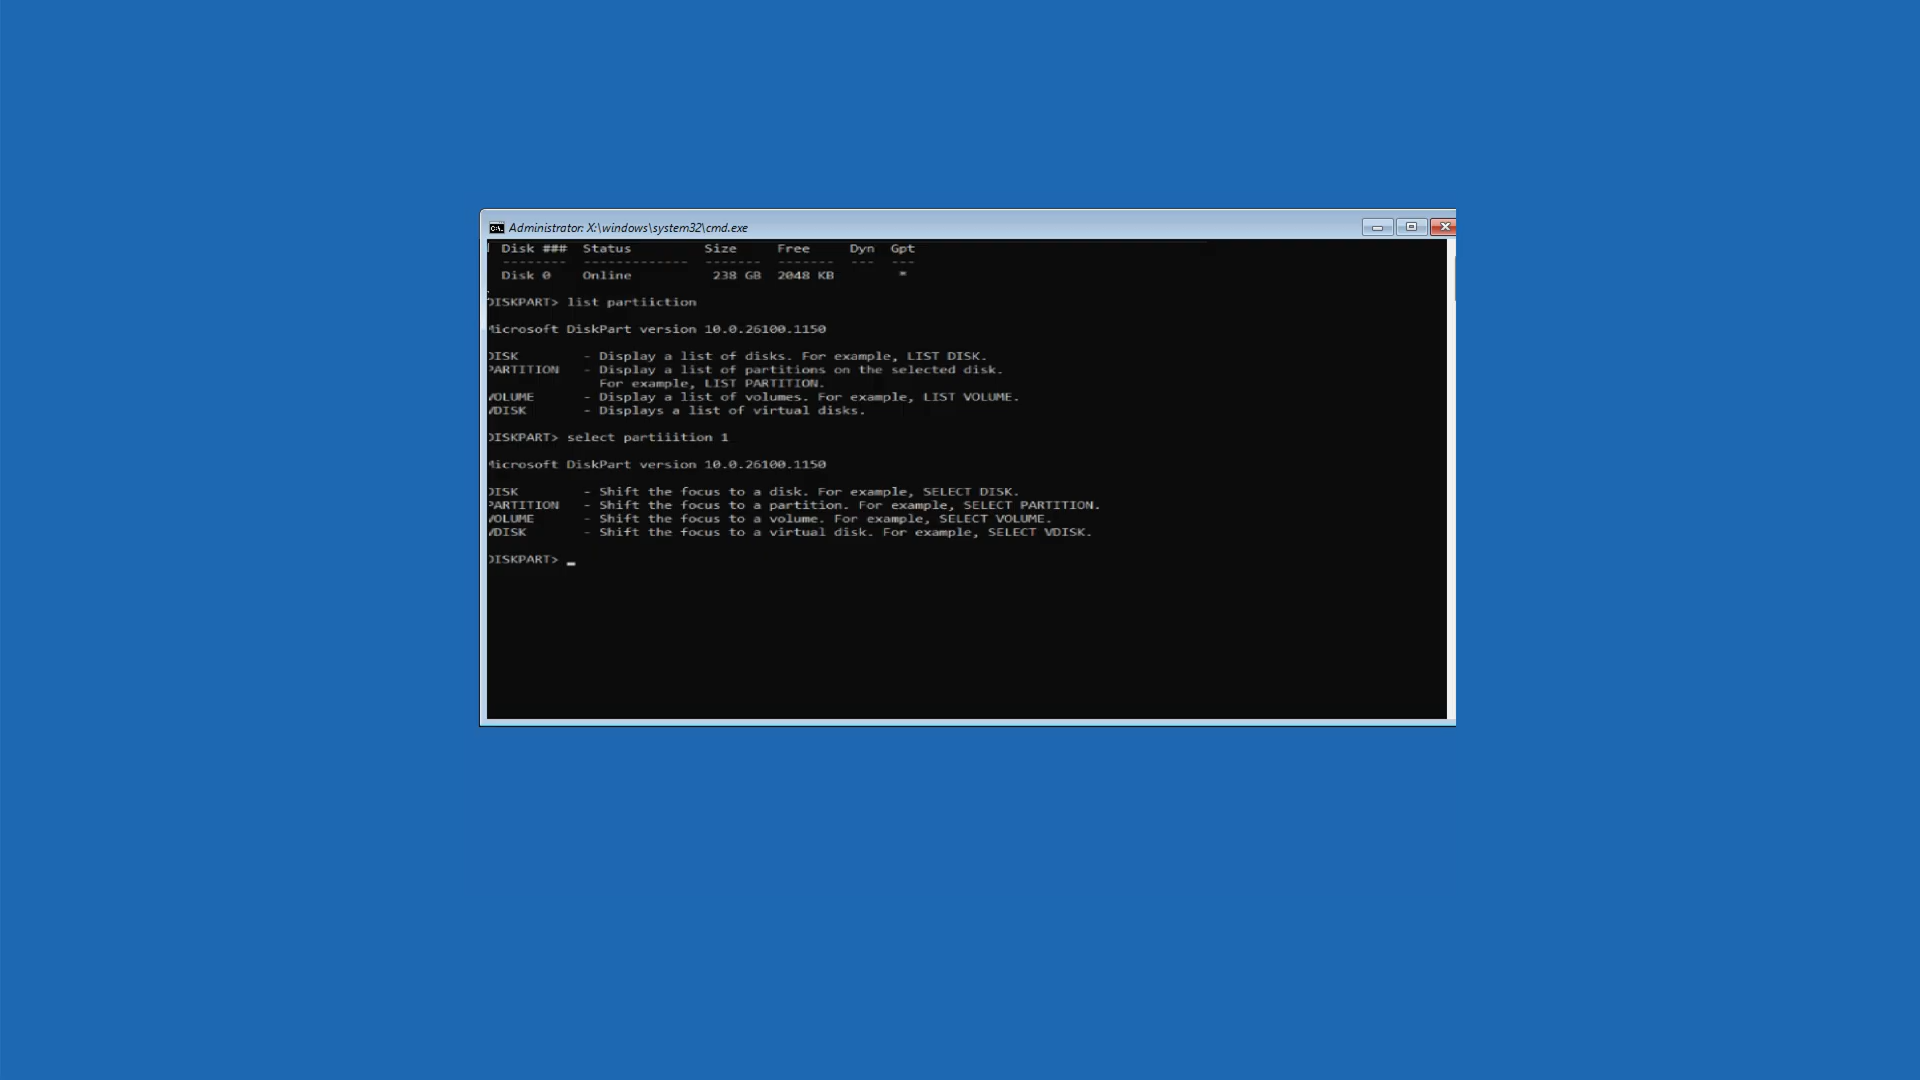 Administrator: X:\windows\system32\cmd.exe
Disk ###  Status         Size     Free     Dyn  Gpt
--------  -------------  -------  -------  ---  ---
Disk 0    Online          238 GB  2048 KB        *
DISKPART> list partiiction
Microsoft DiskPart version 10.0.26100.1150
DISK        - Display a list of disks. For example, LIST DISK.
PARTITION   - Display a list of partitions on the selected disk.
For example, LIST PARTITION.
VOLUME      - Display a list of volumes. For example, LIST VOLUME.
VDISK       - Displays a list of virtual disks.
DISKPART> select partiiition 1
Microsoft DiskPart version 10.0.26100.1150
DISK        - Shift the focus to a disk. For example, SELECT DISK.
PARTITION   - Shift the focus to a partition. For example, SELECT PARTITION.
VOLUME      - Shift the focus to a volume. For example, SELECT VOLUME.
VDISK       - Shift the focus to a virtual disk. For example, SELECT VDISK.
DISKPART> _